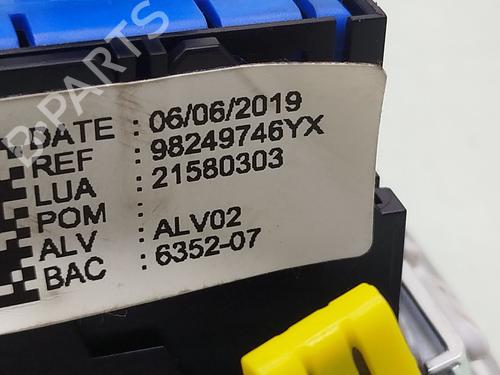 DATE : 06/06/2019
REF : 98249746YX
LUA : 21580303
POM :
ALV : ALV02
BAC : 6352-07
B-PARTS